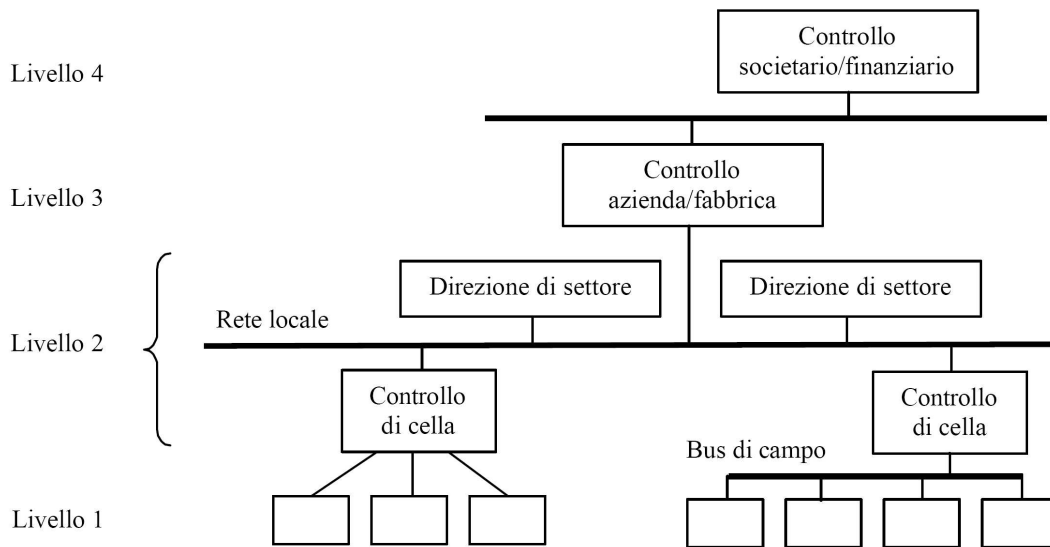 Livello 4
Controllo
societario/finanziario
Livello 3
Controllo
azienda/fabbrica
Direzione di settore
Direzione di settore
Rete locale
Livello 2
Controllo
di cella
Controllo
di cella
Bus di campo
Livello 1